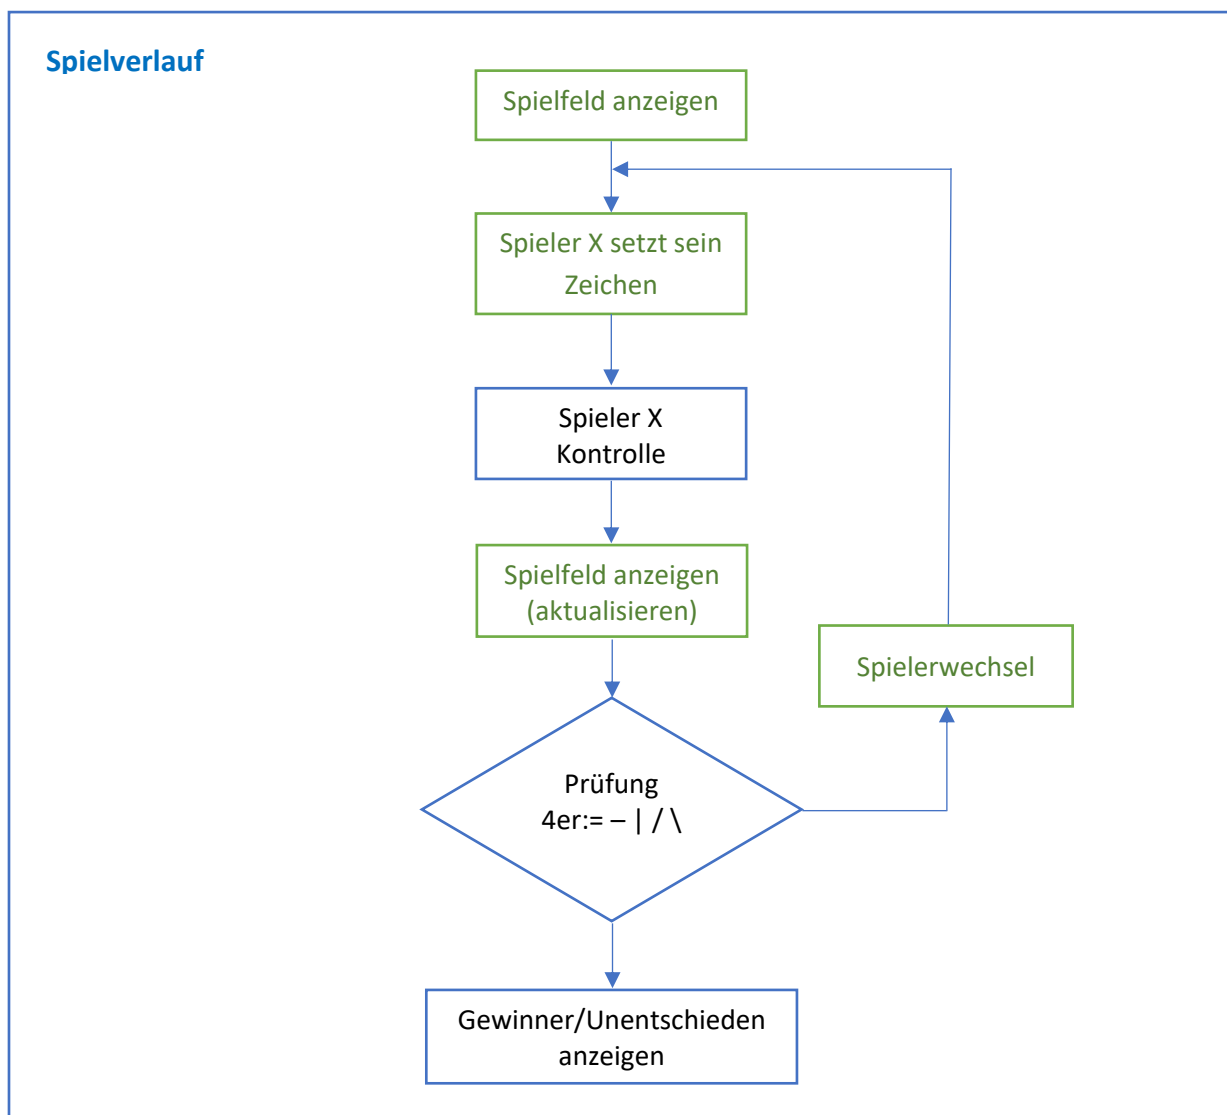 Spielverlauf
Spielfeld anzeigen
Spieler X setzt sein
Zeichen
Spieler X
Kontrolle
Spielfeld anzeigen
(aktualisieren)
Spielerwechsel
Prüfung
4er:= – | / \
Gewinner/Unentschieden
anzeigen